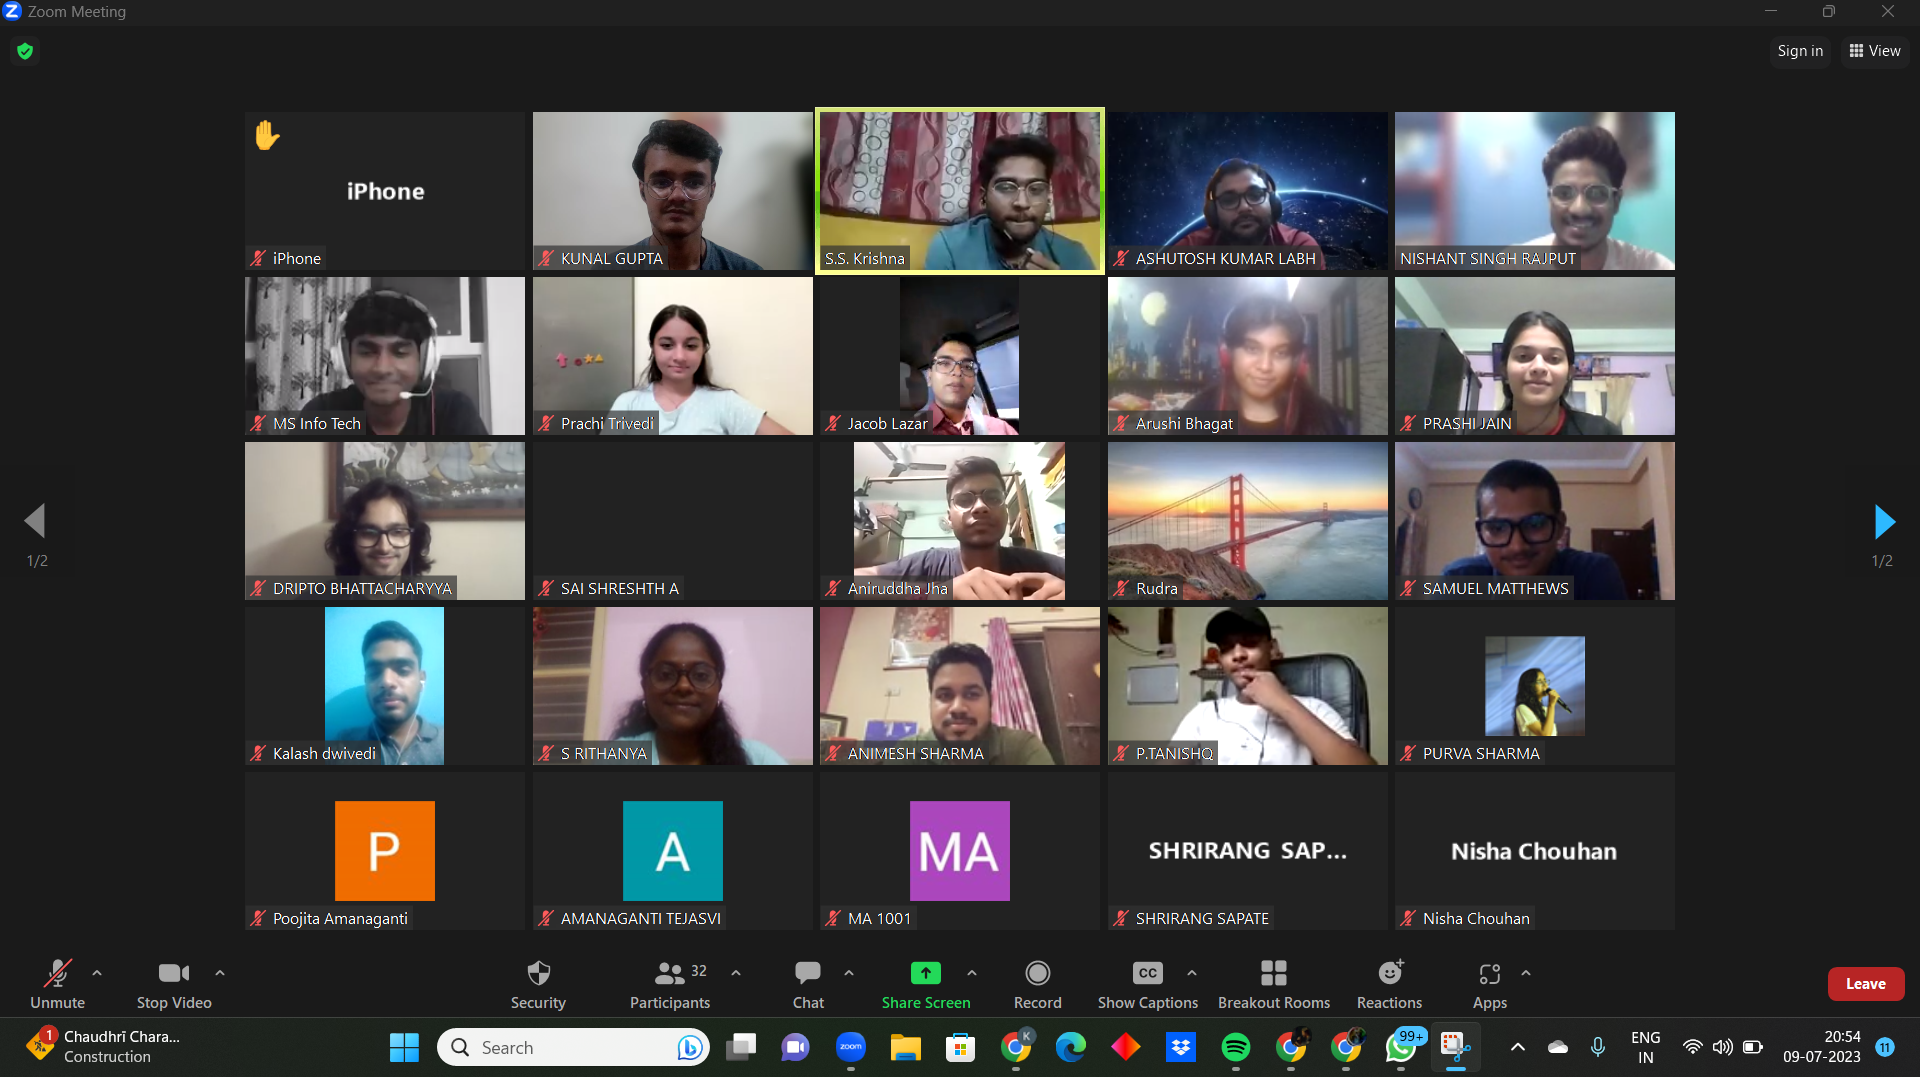 Zoom Meeting
Sign in
View
iPhone
iPhone
KUNAL GUPTA
S.S. Krishna
ASHUTOSH KUMAR LABH
NISHANT SINGH RAJPUT
MS Info Tech
Prachi Trivedi
Jacob Lazar
Arushi Bhagat
PRASHI JAIN
1/2
1/2
DRIPTO BHATTACHARYYA
SAI SHRESHTH A
Aniruddha Jha
Rudra
SAMUEL MATTHEWS
Kalash dwivedi
S RITHANYA
ANIMESH SHARMA
P.TANISHQ
PURVA SHARMA
P
A
MA
SHRIRANG SAP...
Nisha Chouhan
Poojita Amanaganti
AMANAGANTI TEJASVI
MA 1001
SHRIRANG SAPATE
Nisha Chouhan
Unmute
Stop Video
Security
32
Participants
Chat
Share Screen
Record
CC
Show Captions
Breakout Rooms
Reactions
Apps
Leave
1
Chaudhrī Chara...
Construction
Search
zoom
K
99+
ENG
IN
20:54
09-07-2023
11